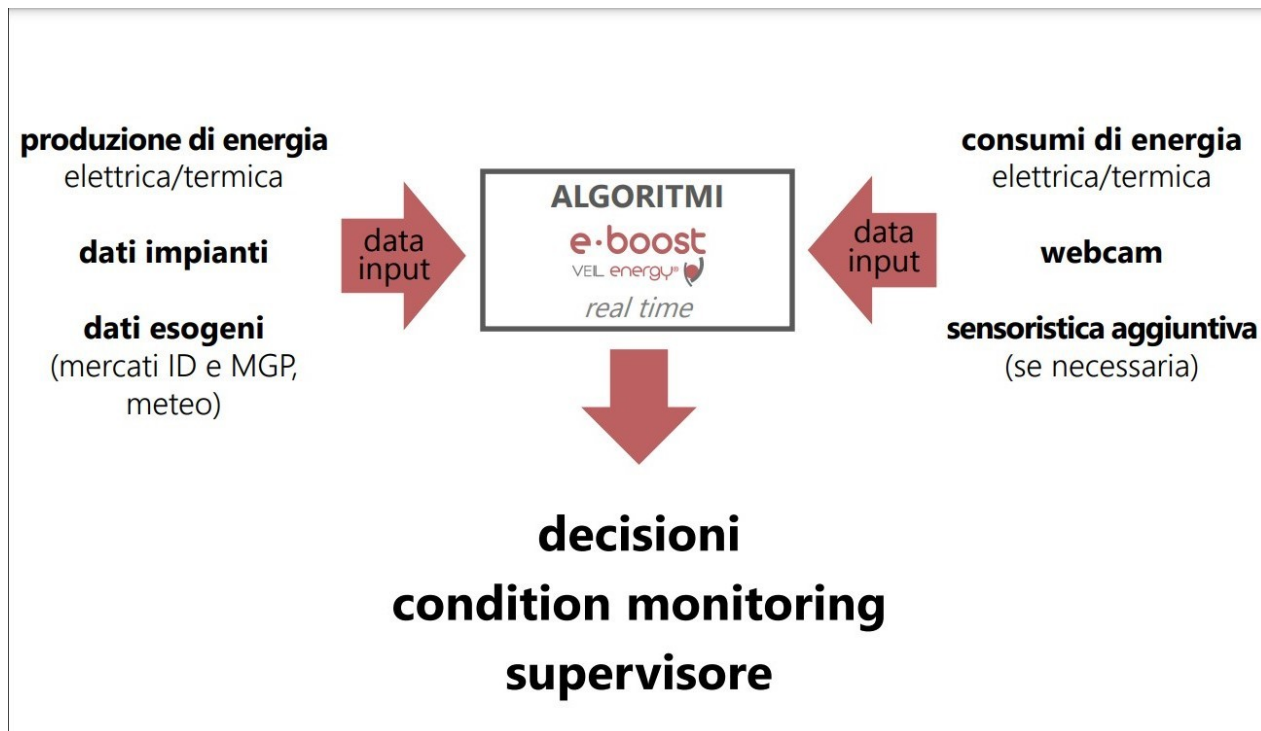 produzione di energia
elettrica/termica
dati impianti
dati esogeni
(mercati ID e MGP,
meteo)
data
input
ALGORITMI
e·boost
VEIL energy®
real time
data
input
consumi di energia
elettrica/termica
webcam
sensoristica aggiuntiva
(se necessaria)
decisioni
condition monitoring
supervisore